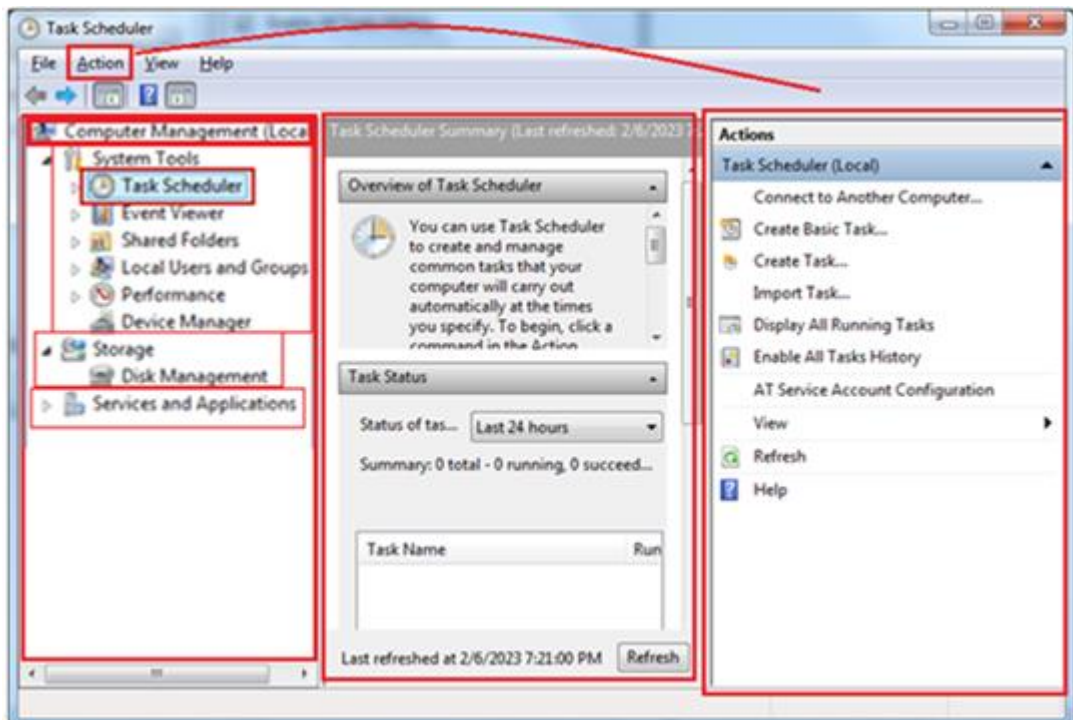 Task Scheduler
File Action View Help
Computer Management (Local
System Tools
Task Scheduler
Event Viewer
Shared Folders
Local Users and Groups
Performance
Device Manager
Storage
Disk Management
Services and Applications
Task Scheduler Summary (Last refreshed: 2/6/2023 7:
Overview of Task Scheduler
You can use Task Scheduler
to create and manage
common tasks that your
computer will carry out
automatically at the times
you specify. To begin, click a
command in the Action
Task Status
Status of tas... Last 24 hours
Summary: 0 total - 0 running, 0 succeed...
Task Name Run
Last refreshed at 2/6/2023 7:21:00 PM Refresh
Actions
Task Scheduler (Local)
Connect to Another Computer...
Create Basic Task...
Create Task...
Import Task...
Display All Running Tasks
Enable All Tasks History
AT Service Account Configuration
View
Refresh
Help